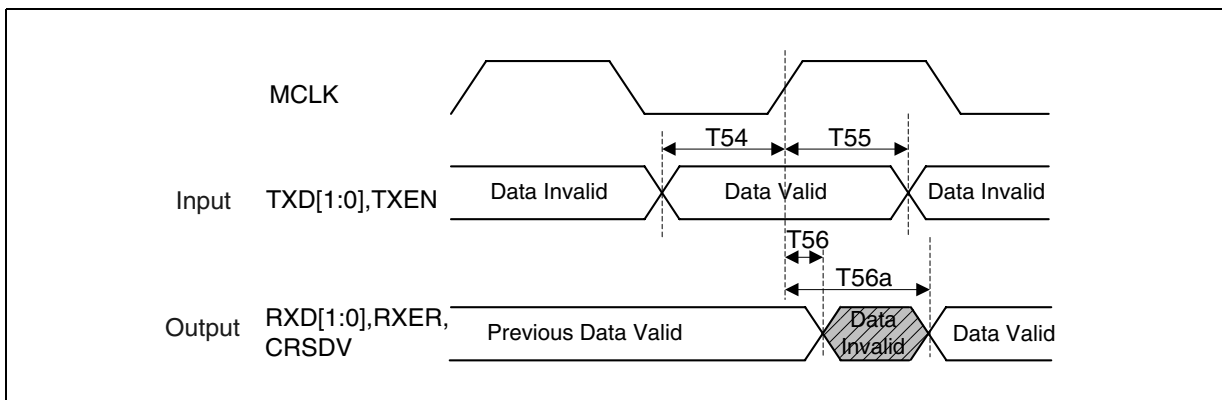 MCLK
T54 T55
Input TXD[1:0],TXEN Data Invalid Data Valid Data Invalid
T56
T56a
Output RXD[1:0],RXER,
CRSDV
Previous Data Valid
Data
Invalid
Data Valid